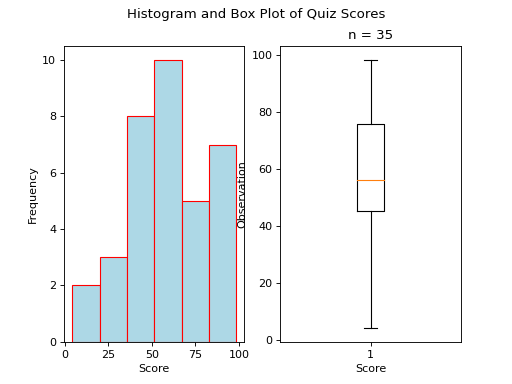 Histogram and Box Plot of Quiz Scores
n = 35
10
8
6
4
2
0
Frequency
0 25 50 75 100
Score
100
80
60
40
20
0
Observation
1
Score